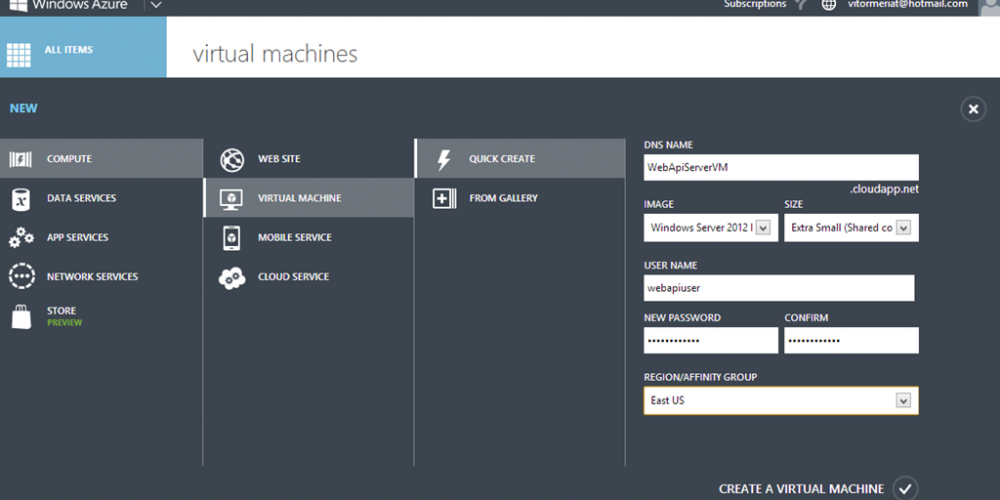 Windows Azure
Subscriptions
vitormeriat@hotmail.com
ALL ITEMS
virtual machines
NEW
COMPUTE
DATA SERVICES
APP SERVICES
NETWORK SERVICES
STORE
PREVIEW
WEB SITE
VIRTUAL MACHINE
MOBILE SERVICE
CLOUD SERVICE
QUICK CREATE
FROM GALLERY
DNS NAME
WebApiServerVM
.cloudapp.net
IMAGE
SIZE
Windows Server 2012
Extra Small (Shared co
USER NAME
webapiuser
NEW PASSWORD
CONFIRM
••••••••••••
••••••••••••
REGION/AFFINITY GROUP
East US
CREATE A VIRTUAL MACHINE